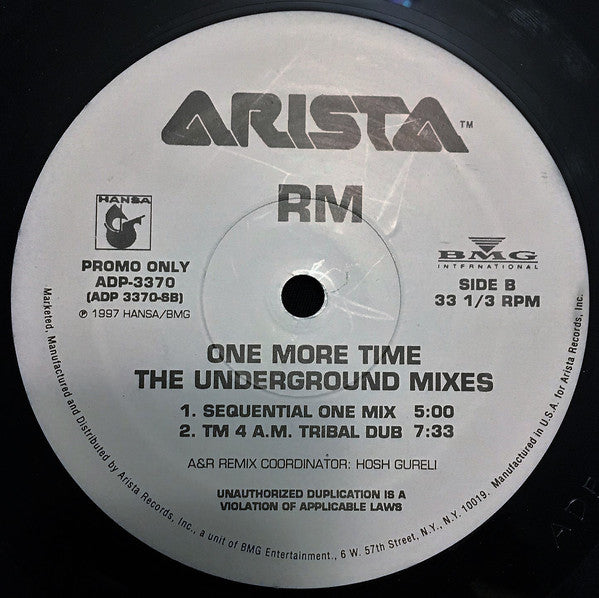 ARISTA™
RM
HANSA
BMG
INTERNATIONAL
PROMO ONLY
ADP-3370
(ADP 3370-SB)
℗ 1997 HANSA/BMG
SIDE B
33 1/3 RPM
ONE MORE TIME
THE UNDERGROUND MIXES
1. SEQUENTIAL ONE MIX 5:00
2. TM 4 A.M. TRIBAL DUB 7:33
A&R REMIX COORDINATOR: HOSH GURELI
UNAUTHORIZED DUPLICATION IS A
VIOLATION OF APPLICABLE LAWS
Marketed, Manufactured and Distributed by Arista Records, Inc., a unit of BMG Entertainment., 6 W. 57th Street, N.Y., N.Y. 10019. Manufactured in U.S.A. for Arista Records, Inc.